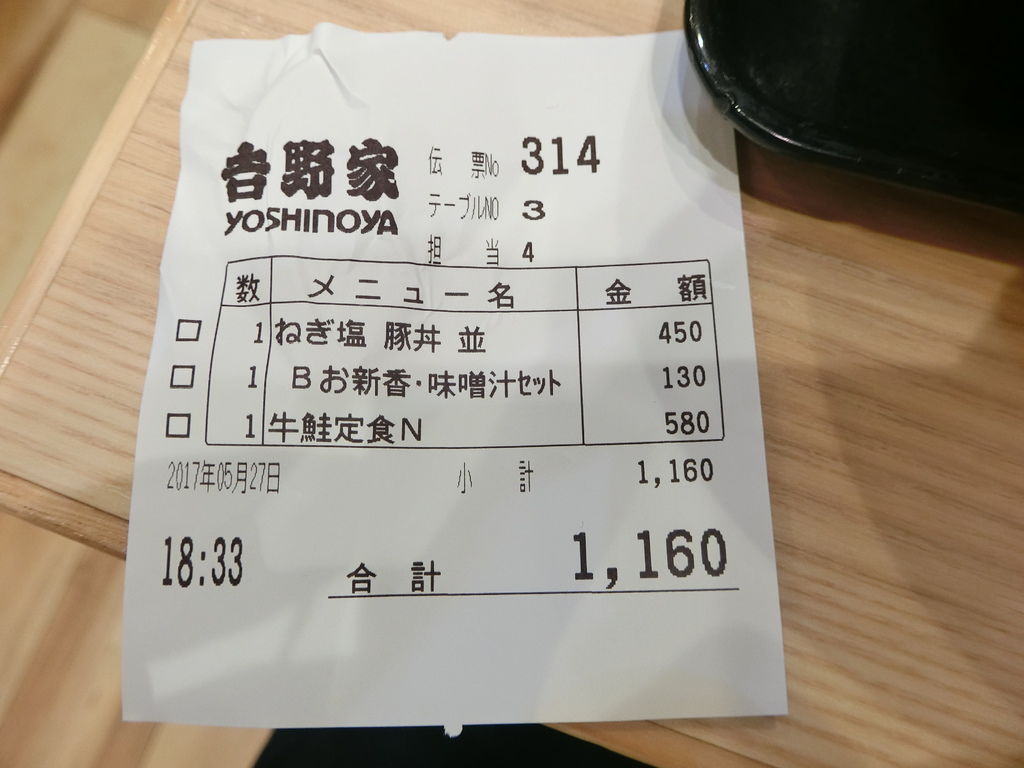 吉野家
YOSHINOYA
伝票No 314
テーブルNO 3
担当 4
数 メニュー名 金額
1 ねぎ塩 豚丼 並 450
1 Bお新香・味噌汁セット 130
1 牛鮭定食N 580
2017年05月27日 小計 1,160
18:33 合計 1,160